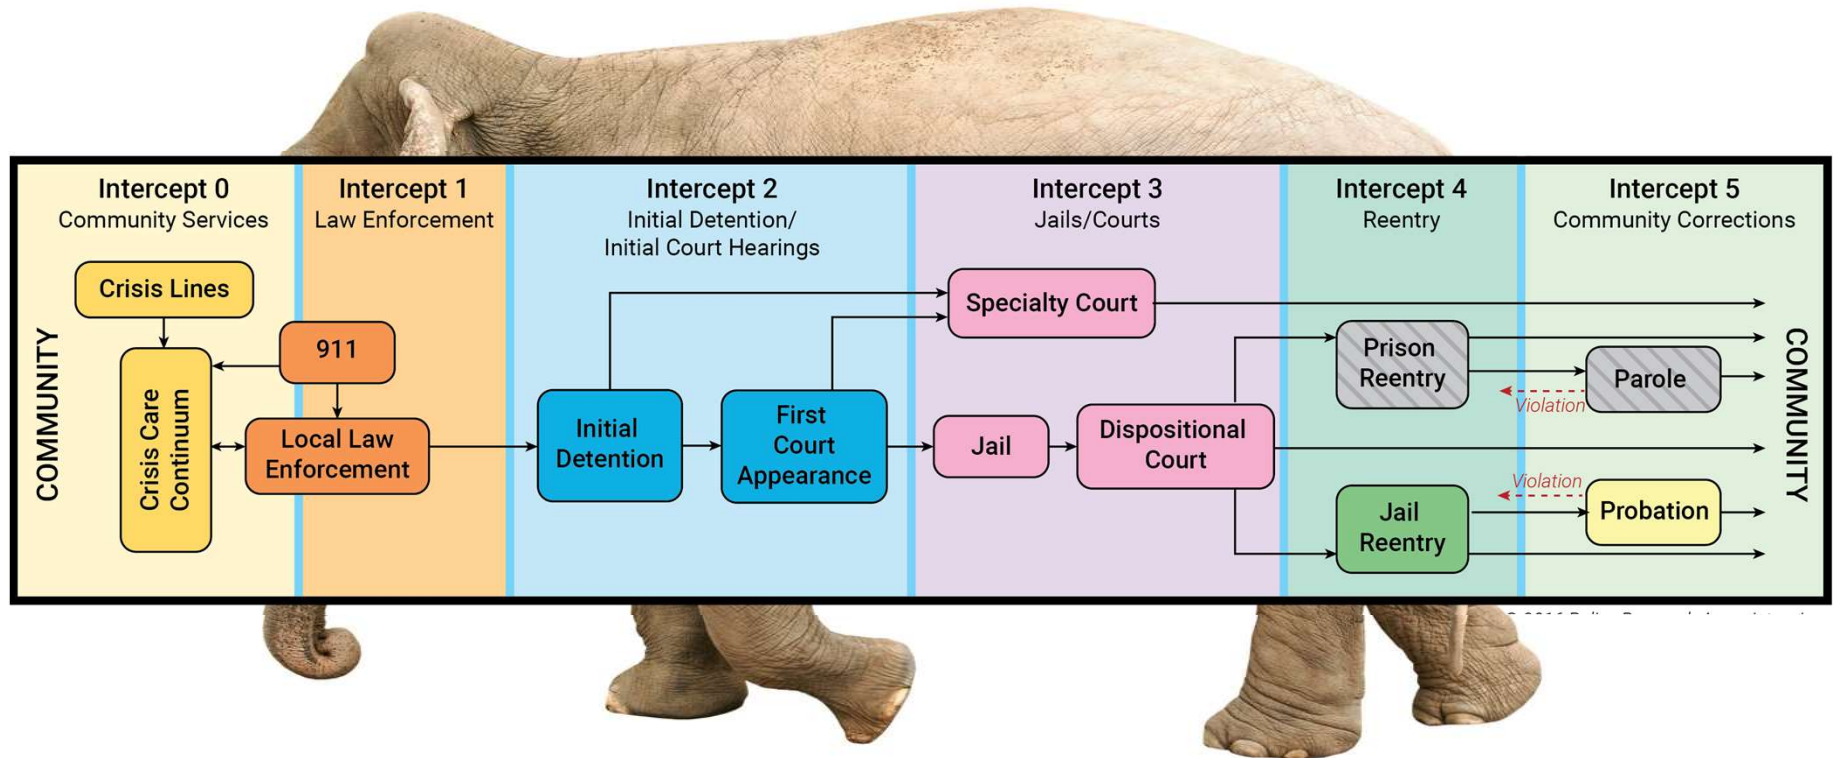 Intercept 0
Community Services
Intercept 1
Law Enforcement
Intercept 2
Initial Detention/
Initial Court Hearings
Intercept 3
Jails/Courts
Intercept 4
Reentry
Intercept 5
Community Corrections
COMMUNITY
Crisis Lines
Crisis Care
Continuum
911
Local Law
Enforcement
Initial
Detention
First
Court
Appearance
Specialty Court
Jail
Dispositional
Court
Prison
Reentry
Parole
Violation
Jail
Reentry
Violation
Probation
COMMUNITY